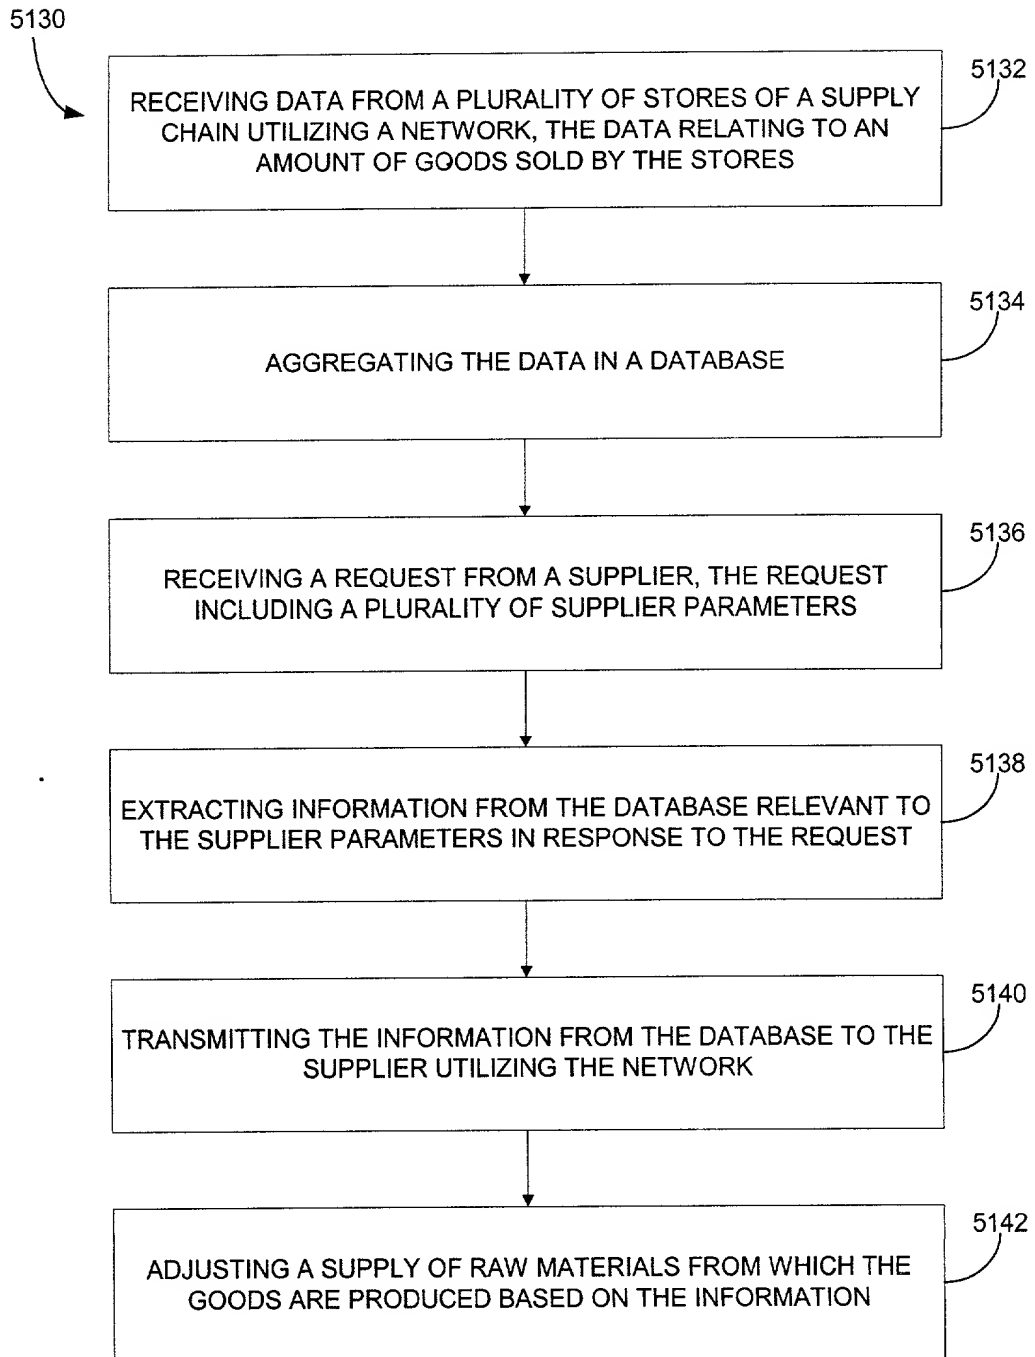 5130
5132
RECEIVING DATA FROM A PLURALITY OF STORES OF A SUPPLY
CHAIN UTILIZING A NETWORK, THE DATA RELATING TO AN
AMOUNT OF GOODS SOLD BY THE STORES
5134
AGGREGATING THE DATA IN A DATABASE
5136
RECEIVING A REQUEST FROM A SUPPLIER, THE REQUEST
INCLUDING A PLURALITY OF SUPPLIER PARAMETERS
5138
EXTRACTING INFORMATION FROM THE DATABASE RELEVANT TO
THE SUPPLIER PARAMETERS IN RESPONSE TO THE REQUEST
5140
TRANSMITTING THE INFORMATION FROM THE DATABASE TO THE
SUPPLIER UTILIZING THE NETWORK
5142
ADJUSTING A SUPPLY OF RAW MATERIALS FROM WHICH THE
GOODS ARE PRODUCED BASED ON THE INFORMATION